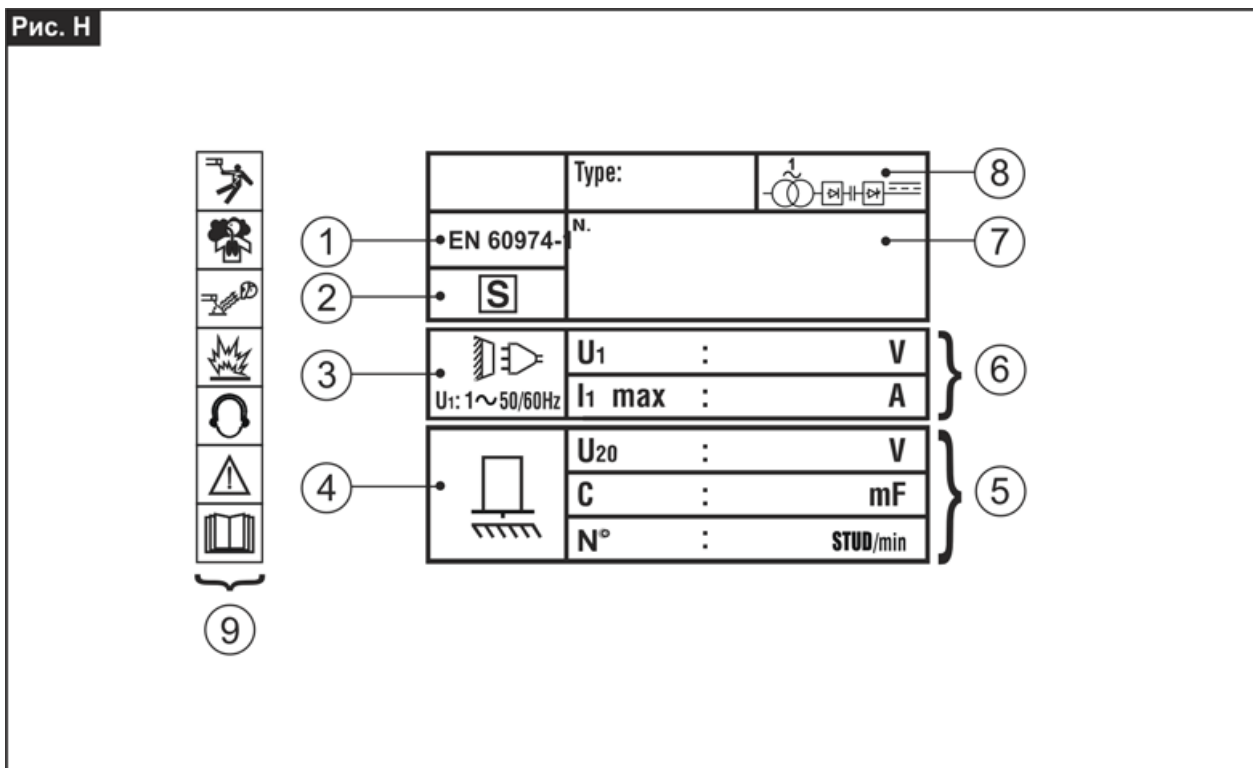 Рис. H
Type:
1
~
8
1
EN 60974-1
N.
7
2
S
3
U1: 1~50/60Hz
U1 : V
I1 max : A
6
4
U20 : V
C : mF
N° : STUD/min
5
9